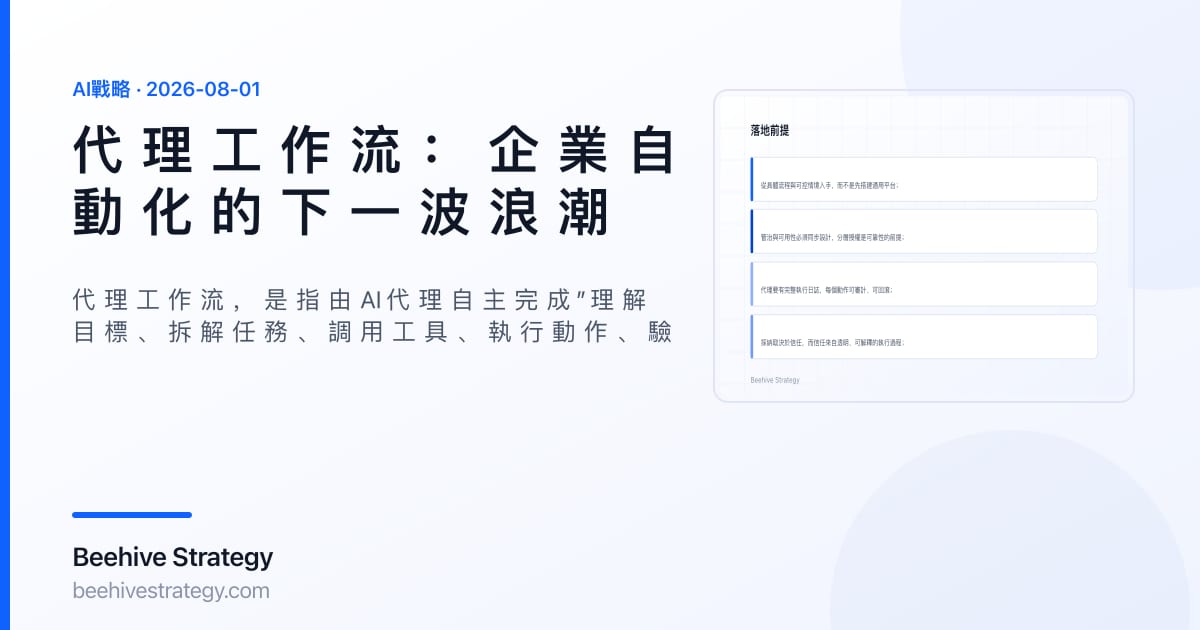 AI戰略 · 2026-08-01
代理工作流：企業自
動化的下一波浪潮
代理工作流，是指由AI代理自主完成"理解
目標、拆解任務、調用工具、執行動作、驗
落地前提
從具體流程與可控情境入手，而不是先搭建通用平台；
管治與可用性必須同步設計，分層授權是可靠性的前提；
代理要有完整執行日誌，每個動作可審計、可回溯；
採納取決於信任，而信任來自透明、可解釋的執行過程；
Beehive Strategy
Beehive Strategy
beehivestrategy.com